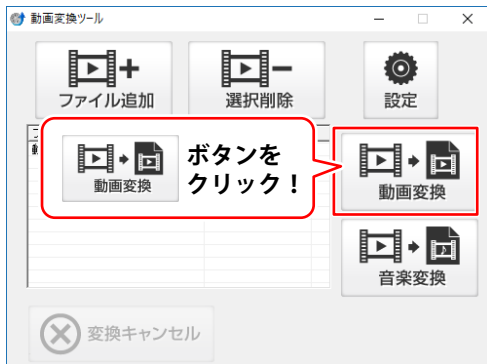 動画変換ツール
ファイル追加
選択削除
設定
動画変換
ボタンを
クリック！
動画変換
音楽変換
変換キャンセル